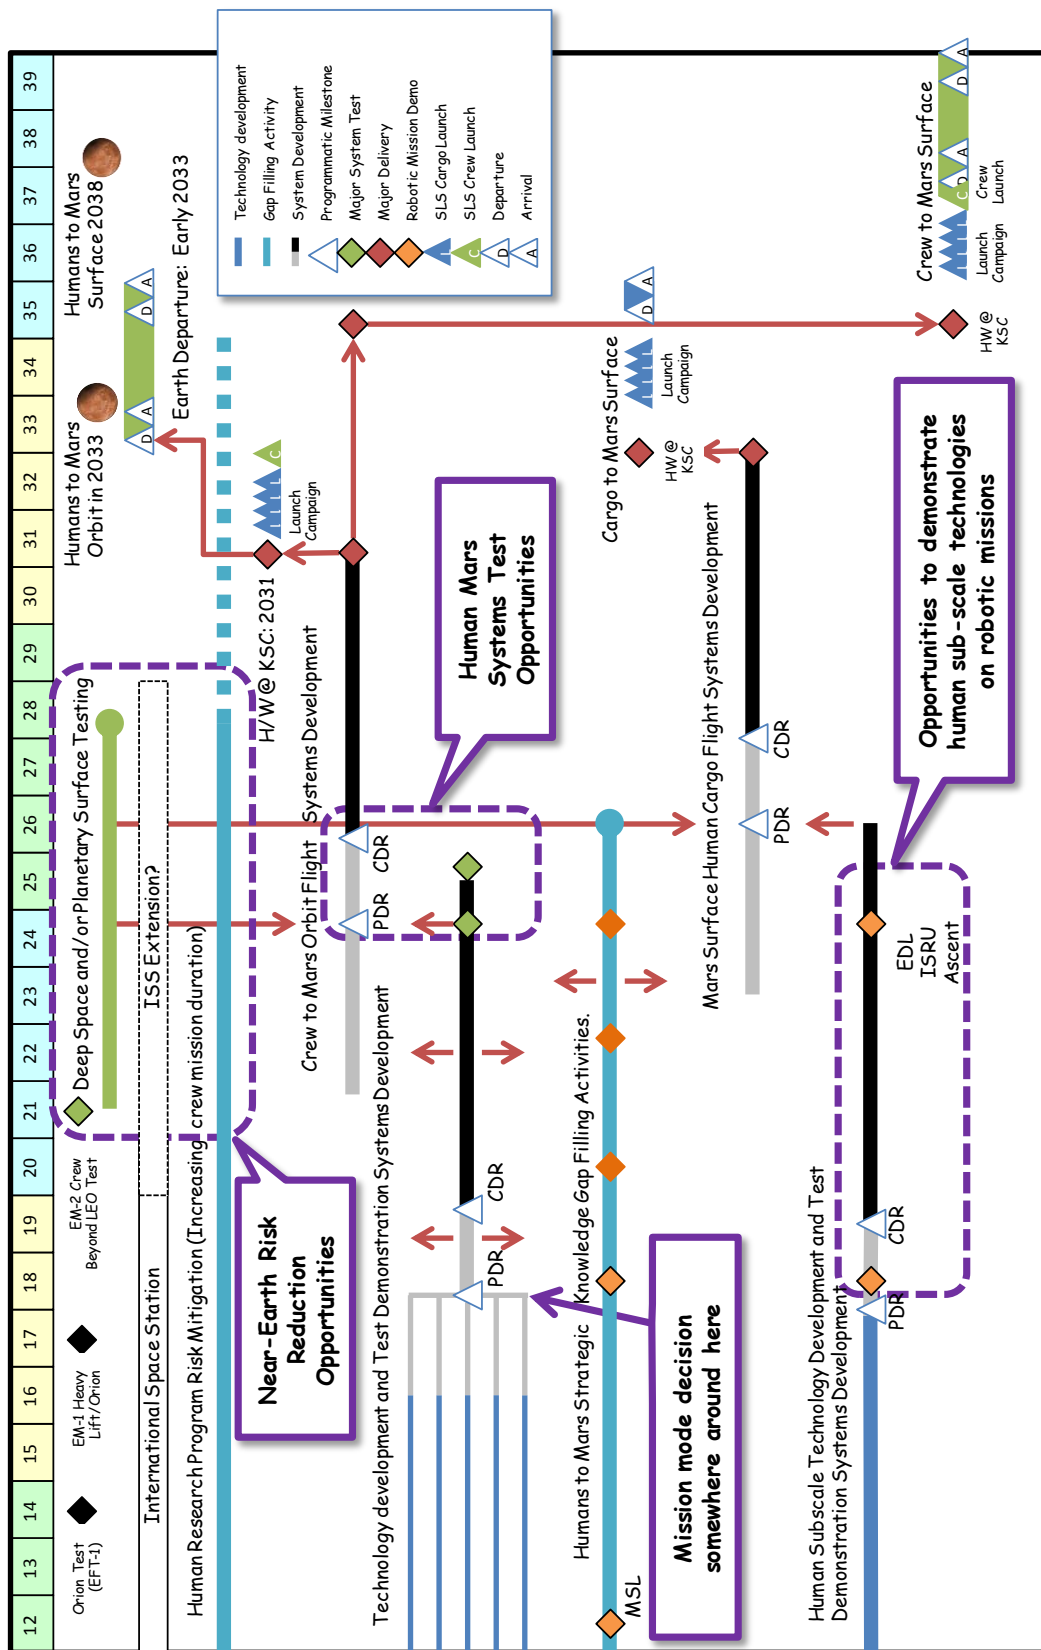 12 13 14 15 16 17 18 19 20 21 22 23 24 25 26 27 28 29 30 31 32 33 34 35 36 37 38 39
Orion Test
(EFT-1)
EM-1 Heavy
Lift/Orion
EM-2 Crew
Beyond LEO Test
Deep Space and/or Planetary Surface Testing
Humans to Mars
Orbit in 2033
Humans to Mars
Surface 2038
D A D A
International Space Station
ISS Extension?
Earth Departure: Early 2033
Human Research Program Risk Mitigation (Increasing crew mission duration)
H/W @ KSC: 2031
L L L L C
Launch
Campaign
Near-Earth Risk
Reduction
Opportunities
Crew to Mars Orbit Flight Systems Development
PDR
CDR
Technology development
Gap Filling Activity
System Development
Programmatic Milestone
Major System Test
Major Delivery
Robotic Mission Demo
L SLS Cargo Launch
C SLS Crew Launch
D Departure
A Arrival
Technology development and Test Demonstration Systems Development
PDR
CDR
Human Mars
Systems Test
Opportunities
Humans to Mars Strategic Knowledge Gap Filling Activities.
MSL
Mission mode decision
somewhere around here
Cargo to Mars Surface
HW @
KSC
L L L L
Launch
Campaign
D A
Mars Surface Human Cargo Flight Systems Development
PDR
CDR
Human Subscale Technology Development and Test
Demonstration Systems Development
PDR
CDR
EDL
ISRU
Ascent
Opportunities to demonstrate
human sub-scale technologies
on robotic missions
Crew to Mars Surface
HW @
KSC
L L L L
Launch
Campaign
C D A D A
Crew
Launch